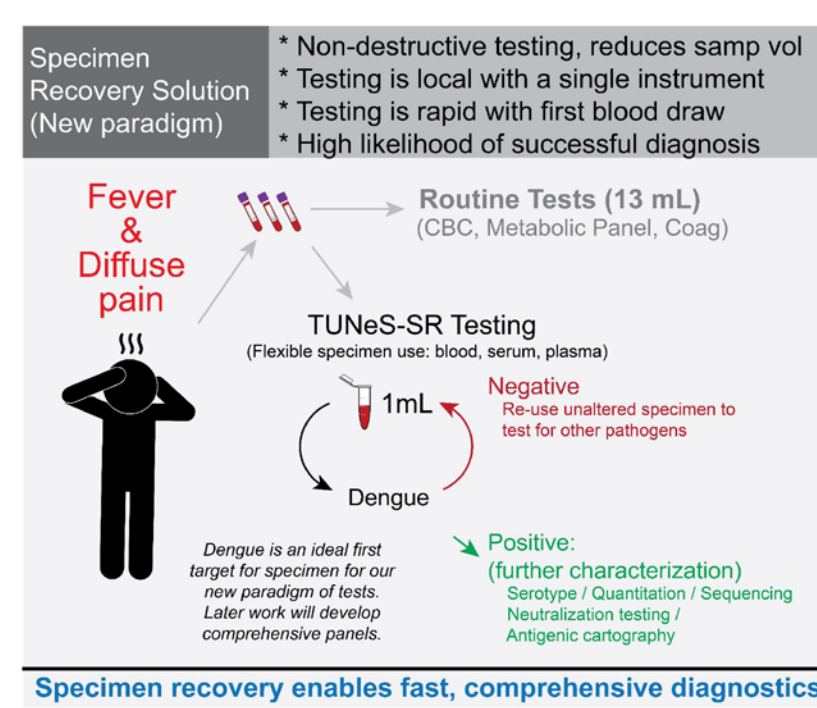 Specimen
Recovery Solution
(New paradigm)
* Non-destructive testing, reduces samp vol
* Testing is local with a single instrument
* Testing is rapid with first blood draw
* High likelihood of successful diagnosis
Fever
&
Diffuse
pain
Routine Tests (13 mL)
(CBC, Metabolic Panel, Coag)
TUNeS-SR Testing
(Flexible specimen use: blood, serum, plasma)
1mL
Negative
Re-use unaltered specimen to
test for other pathogens
Dengue
Dengue is an ideal first
target for specimen for our
new paradigm of tests.
Later work will develop
comprehensive panels.
Positive:
(further characterization)
Serotype / Quantitation / Sequencing
Neutralization testing /
Antigenic cartography
Specimen recovery enables fast, comprehensive diagnostics